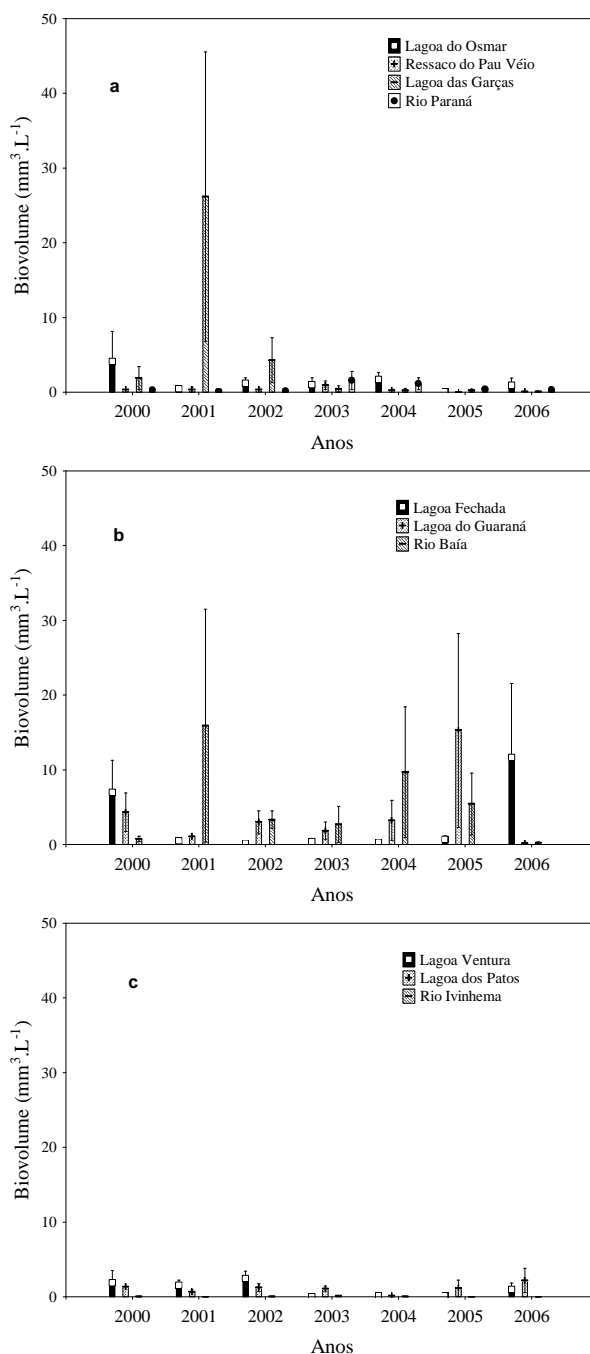 50
40
30
20
10
0
Biovolume (mm³.L⁻¹)
a
Lagoa do Osmar
Ressaco do Pau Véio
Lagoa das Garças
Rio Paraná
2000 2001 2002 2003 2004 2005 2006
Anos
50
40
30
20
10
0
Biovolume (mm³.L⁻¹)
b
Lagoa Fechada
Lagoa do Guaraná
Rio Baía
2000 2001 2002 2003 2004 2005 2006
Anos
50
40
30
20
10
0
Biovolume (mm³.L⁻¹)
c
Lagoa Ventura
Lagoa dos Patos
Rio Ivinhema
2000 2001 2002 2003 2004 2005 2006
Anos